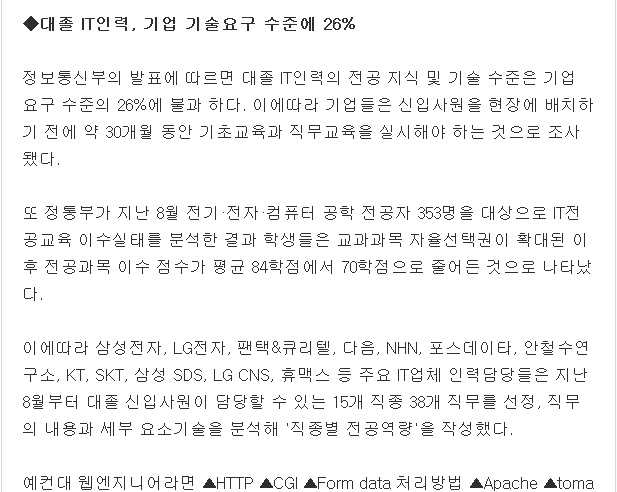 ◆대졸 IT인력, 기업 기술요구 수준에 26%
정보통신부의 발표에 따르면 대졸 IT인력의 전공 지식 및 기술 수준은 기업
요구 수준의 26%에 불과 하다. 이에따라 기업들은 신입사원을 현장에 배치하
기 전에 약 30개월 동안 기초교육과 직무교육을 실시해야 하는 것으로 조사
됐다.
또 정통부가 지난 8월 전기·전자·컴퓨터 공학 전공자 353명을 대상으로 IT전
공교육 이수실태를 분석한 결과 학생들은 교과과목 자율선택권이 확대된 이
후 전공과목 이수 점수가 평균 84학점에서 70학점으로 줄어든 것으로 나타났
다.
이에따라 삼성전자, LG전자, 팬택&큐리텔, 다음, NHN, 포스데이타, 안철수연
구소, KT, SKT, 삼성 SDS, LG CNS, 휴맥스 등 주요 IT업체 인력담당들은 지난
8월부터 대졸 신입사원이 담당할 수 있는 15개 직종 38개 직무를 선정, 직무
의 내용과 세부 요소기술을 분석해 '직종별 전공역량'을 작성했다.
예컨대 웹엔지니어라면 ▲HTTP ▲CGI ▲Form data 처리방법 ▲Apache ▲toma